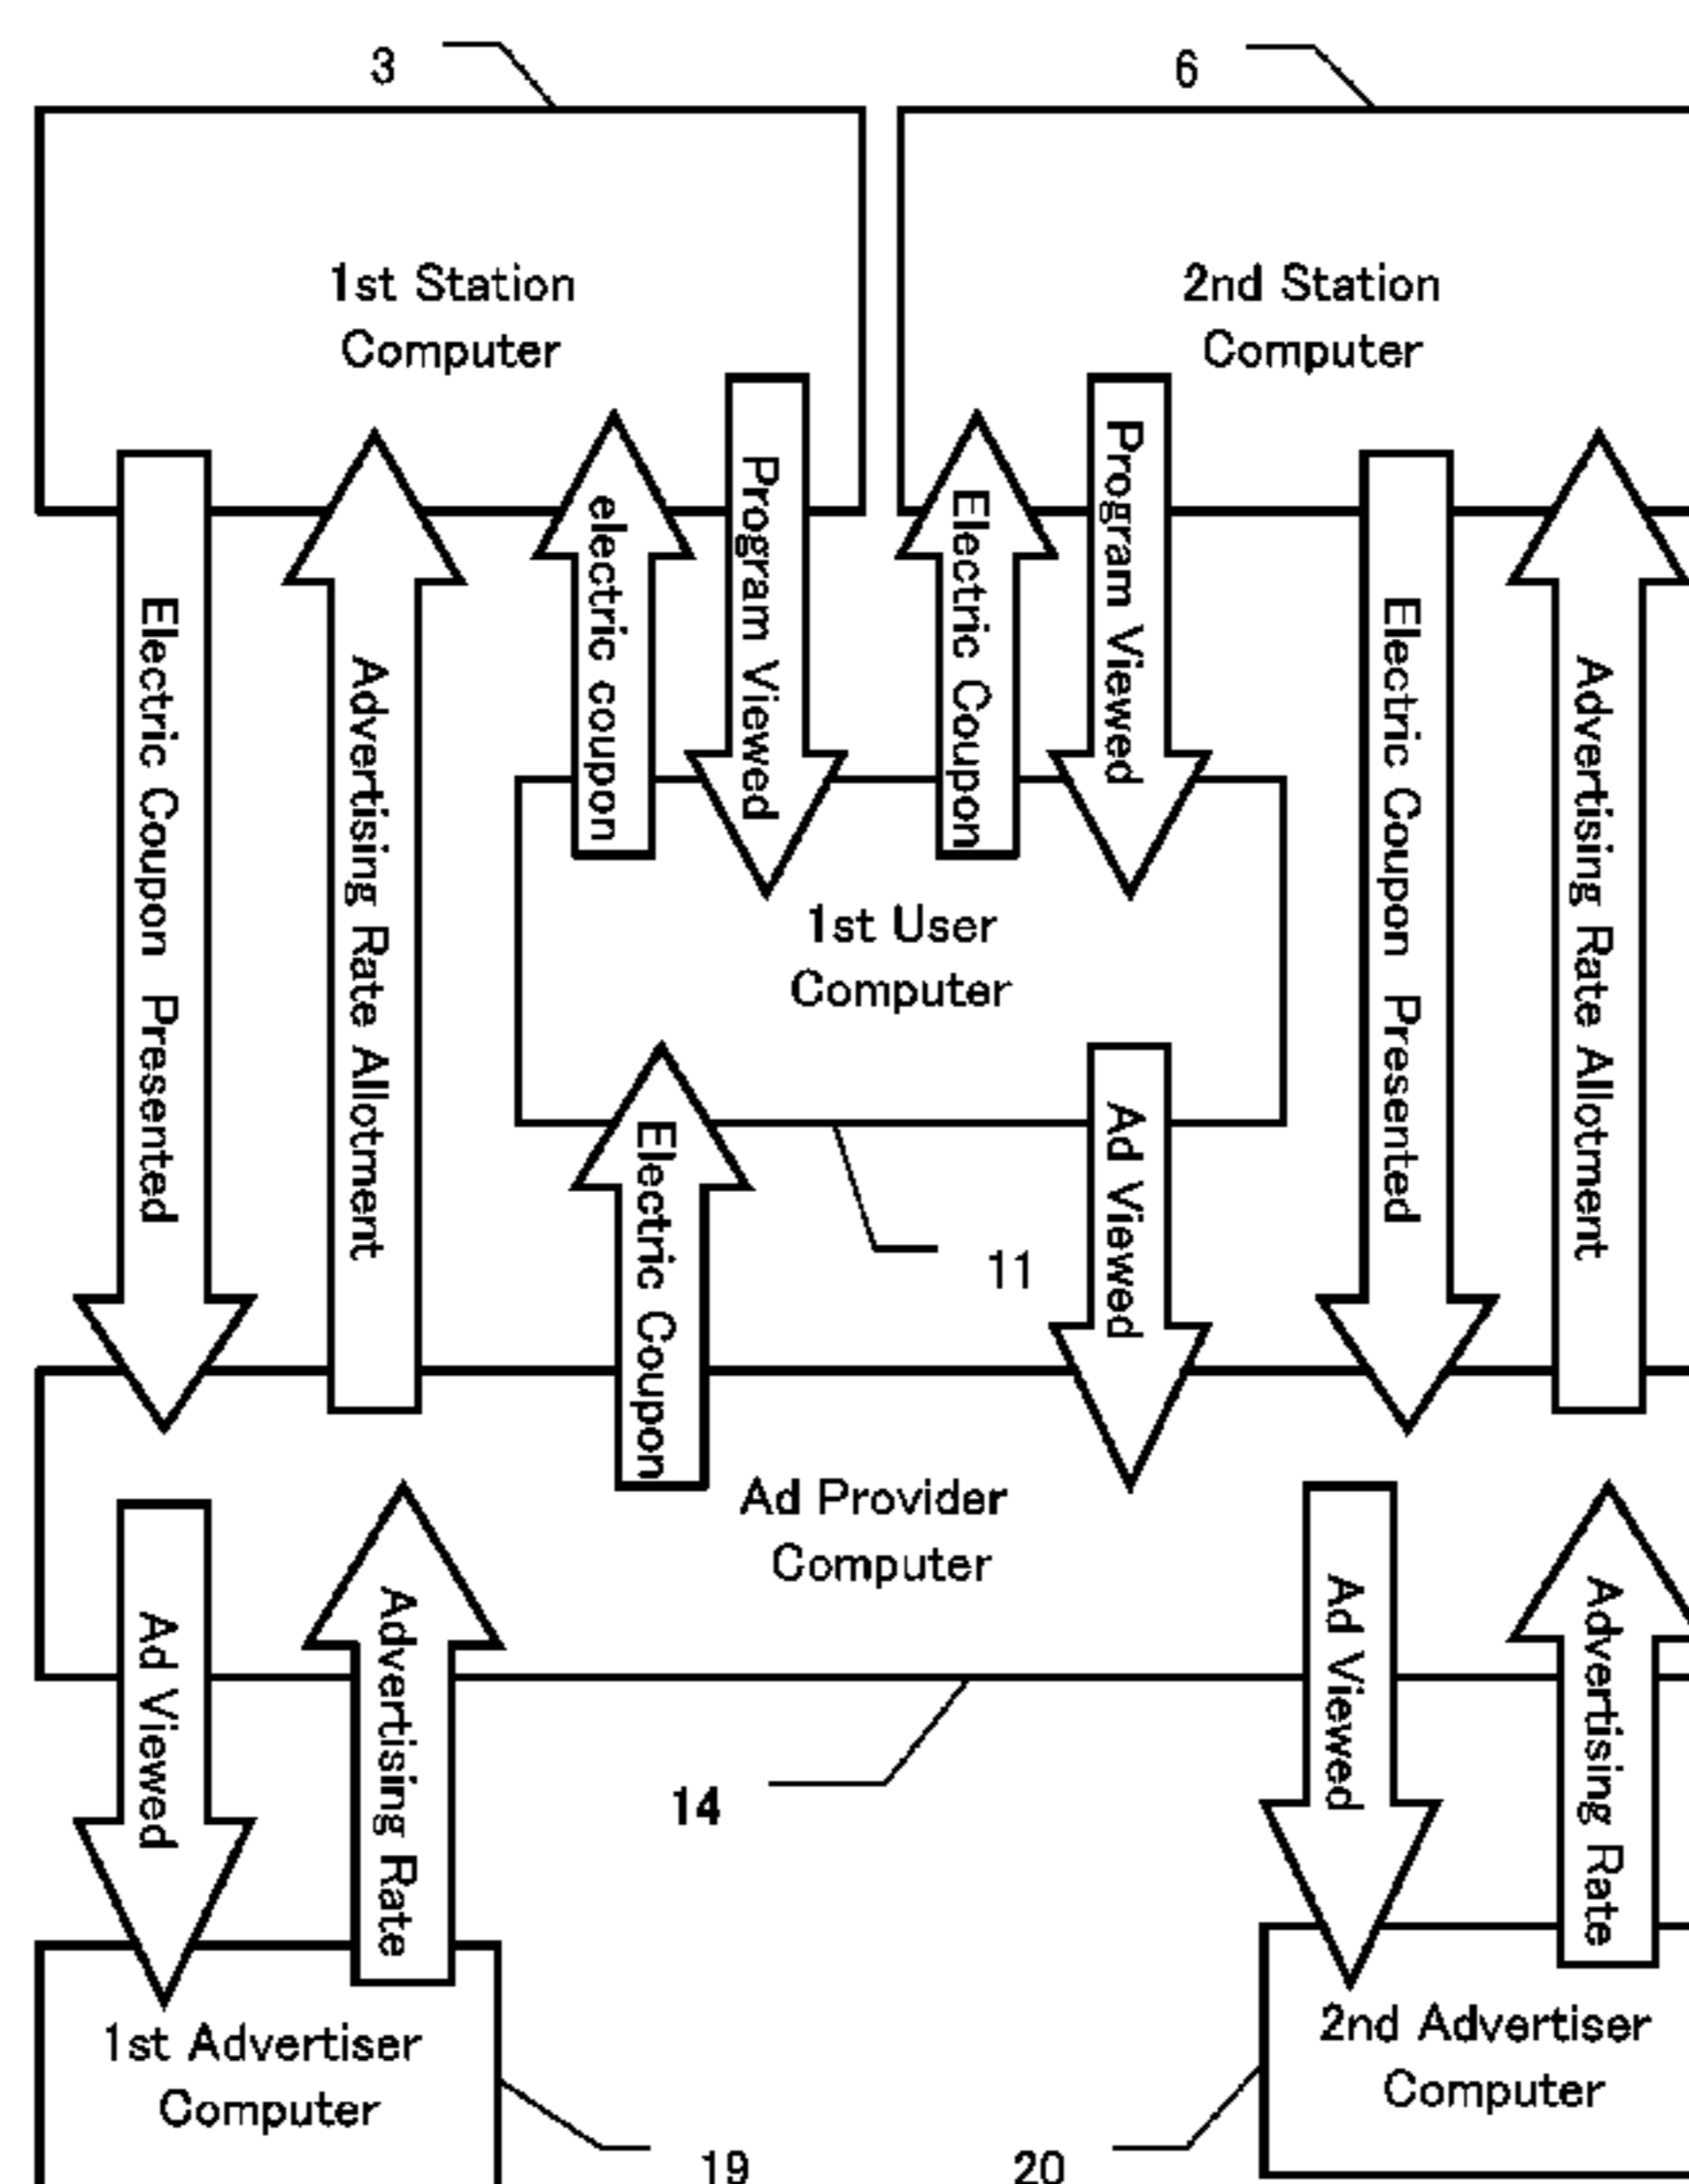 3
6
1st Station
Computer
2nd Station
Computer
Electric Coupon Presented
Advertising Rate Allotment
electric coupon
Program Viewed
Electric Coupon
Program Viewed
Electric Coupon Presented
Advertising Rate Allotment
1st User
Computer
Electric Coupon
Ad Viewed
11
Ad Provider
Computer
Ad Viewed
Advertising Rate
Ad Viewed
Advertising Rate
14
1st Advertiser
Computer
2nd Advertiser
Computer
19
20